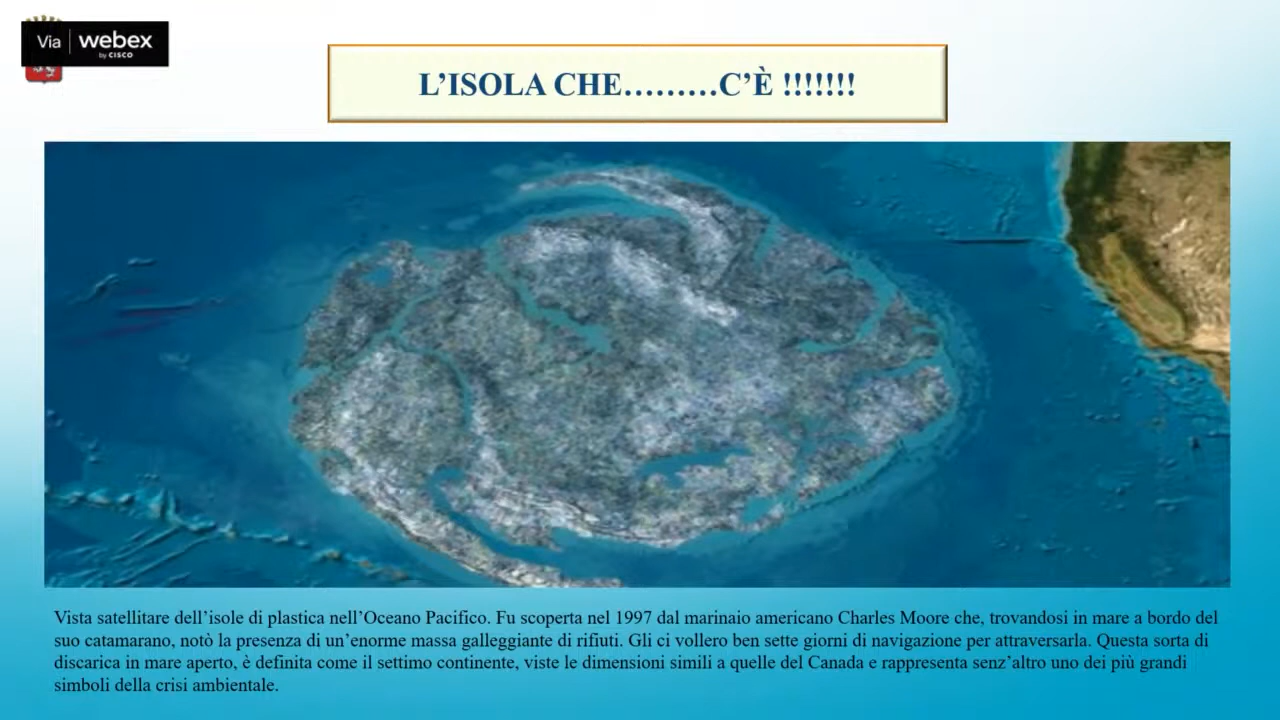 Via webex
by CISCO
L’ISOLA CHE………C’È !!!!!!!
Vista satellitare dell’isole di plastica nell’Oceano Pacifico. Fu scoperta nel 1997 dal marinaio americano Charles Moore che, trovandosi in mare a bordo del
suo catamarano, notò la presenza di un’enorme massa galleggiante di rifiuti. Gli ci vollero ben sette giorni di navigazione per attraversarla. Questa sorta di
discarica in mare aperto, è definita come il settimo continente, viste le dimensioni simili a quelle del Canada e rappresenta senz’altro uno dei più grandi
simboli della crisi ambientale.